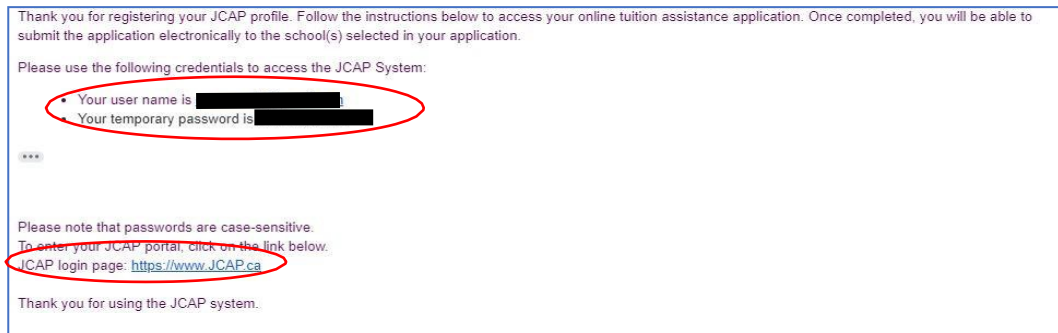 Thank you for registering your JCAP profile. Follow the instructions below to access your online tuition assistance application. Once completed, you will be able to
submit the application electronically to the school(s) selected in your application.
Please use the following credentials to access the JCAP System:
• Your user name is
• Your temporary password is
Please note that passwords are case-sensitive.
To enter your JCAP portal, click on the link below.
JCAP login page: https://www.JCAP.ca
Thank you for using the JCAP system.